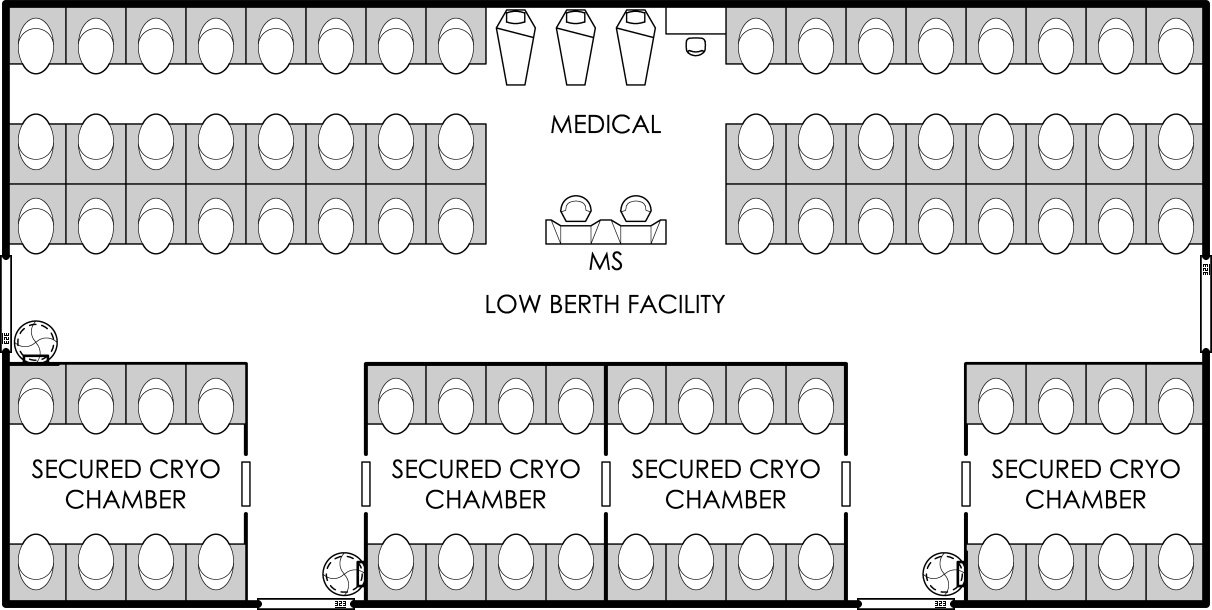 MEDICAL
MS
LOW BERTH FACILITY
SECURED CRYO
CHAMBER
SECURED CRYO
CHAMBER
SECURED CRYO
CHAMBER
SECURED CRYO
CHAMBER